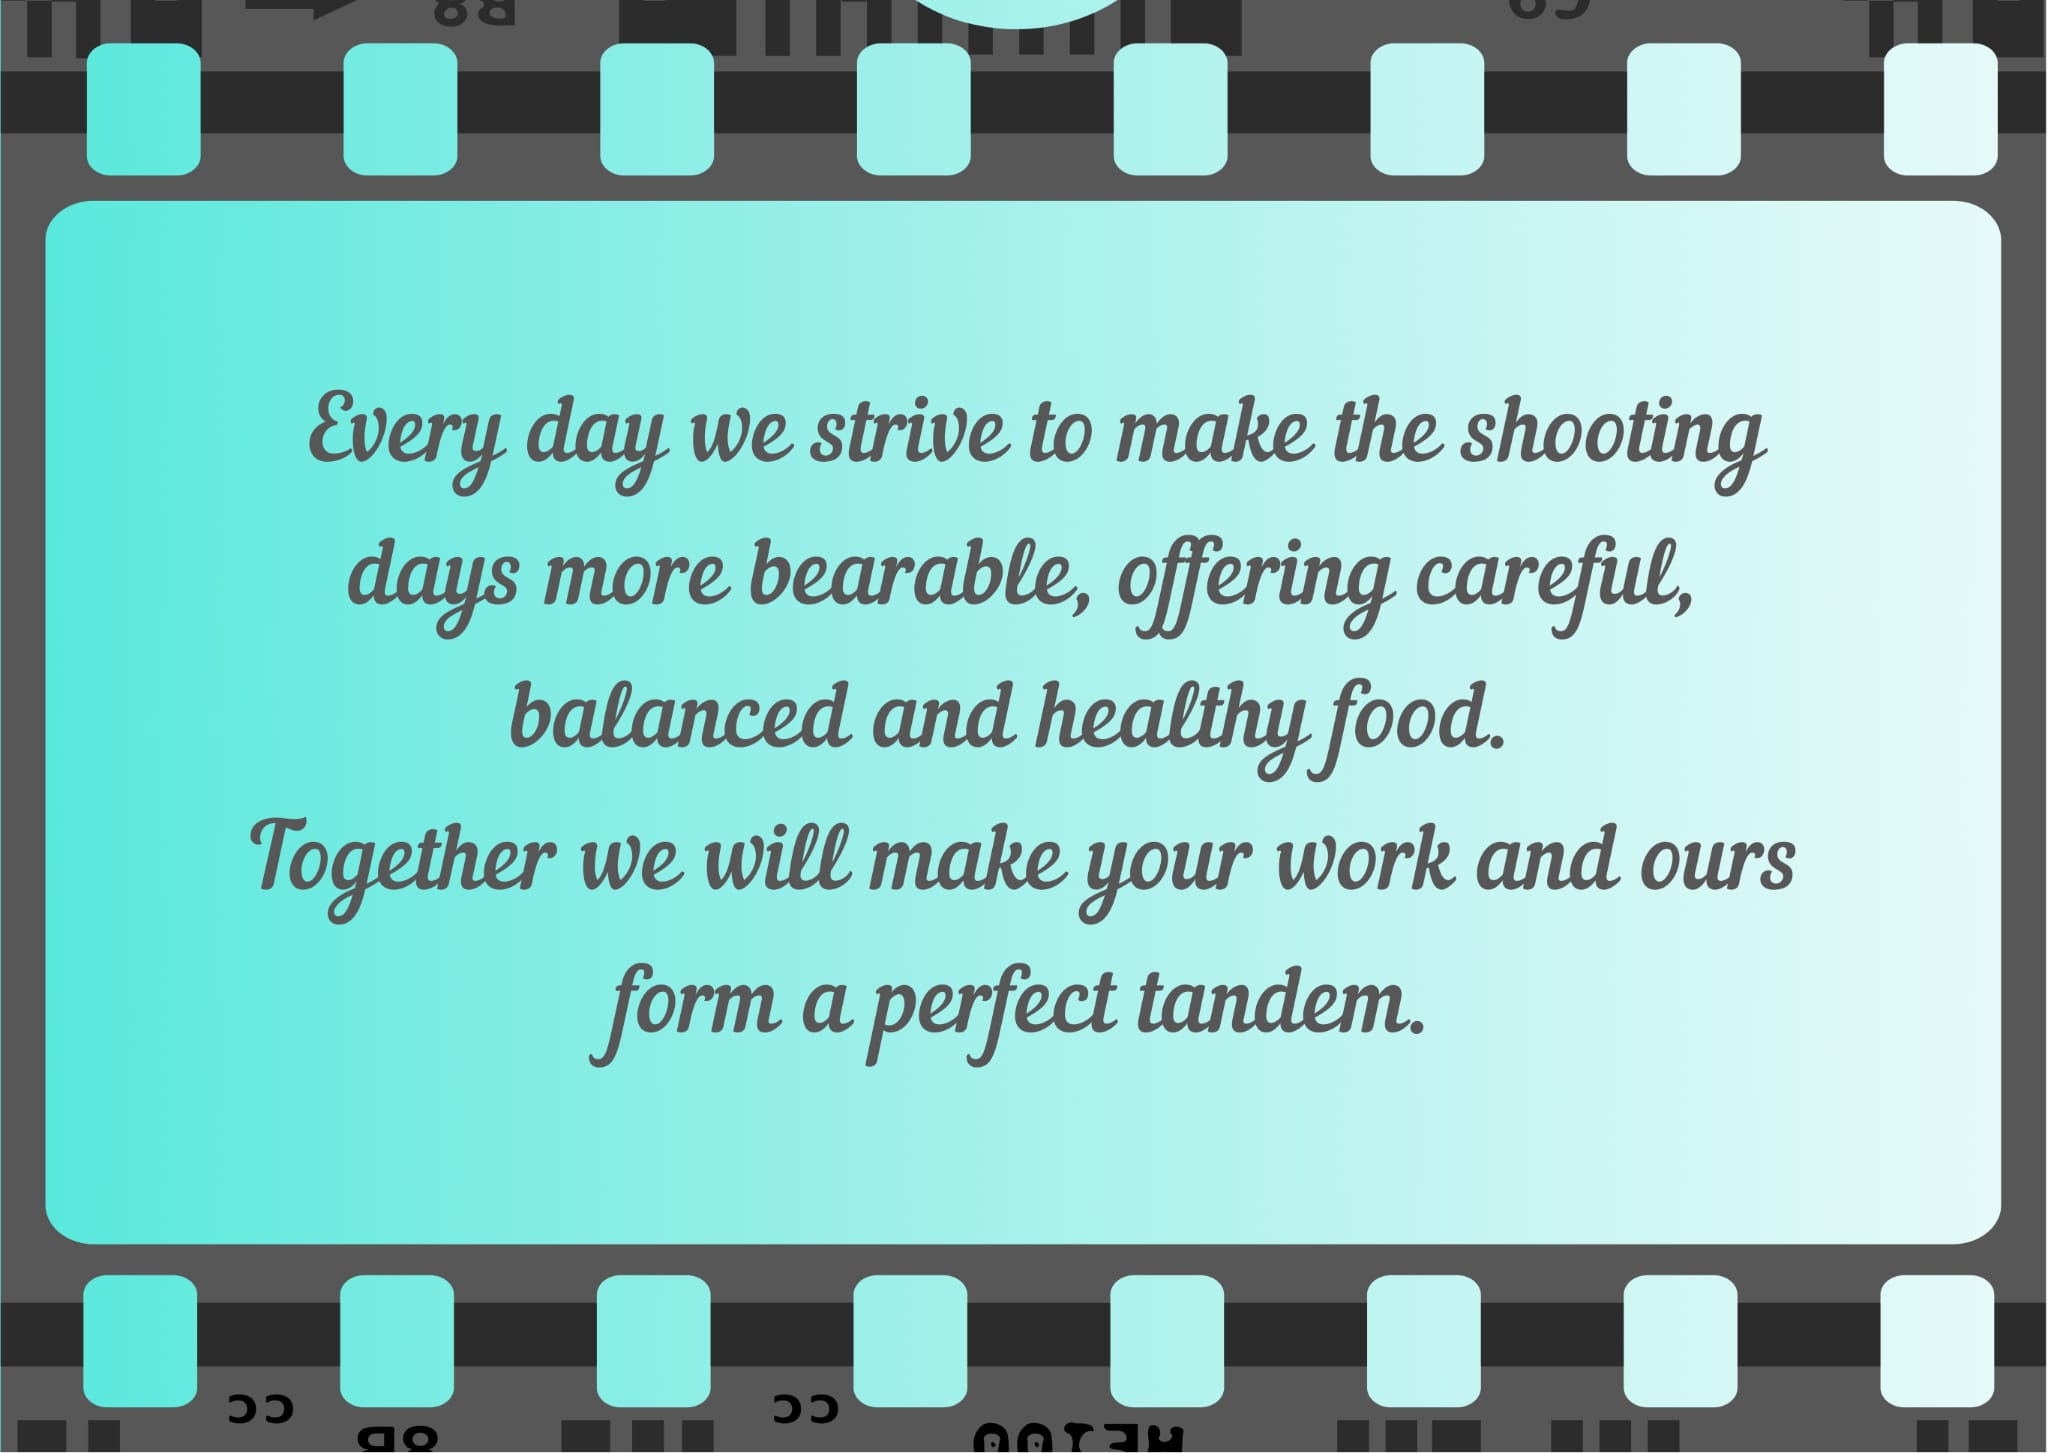 Every day we strive to make the shooting
days more bearable, offering careful,
balanced and healthy food.
Together we will make your work and ours
form a perfect tandem.